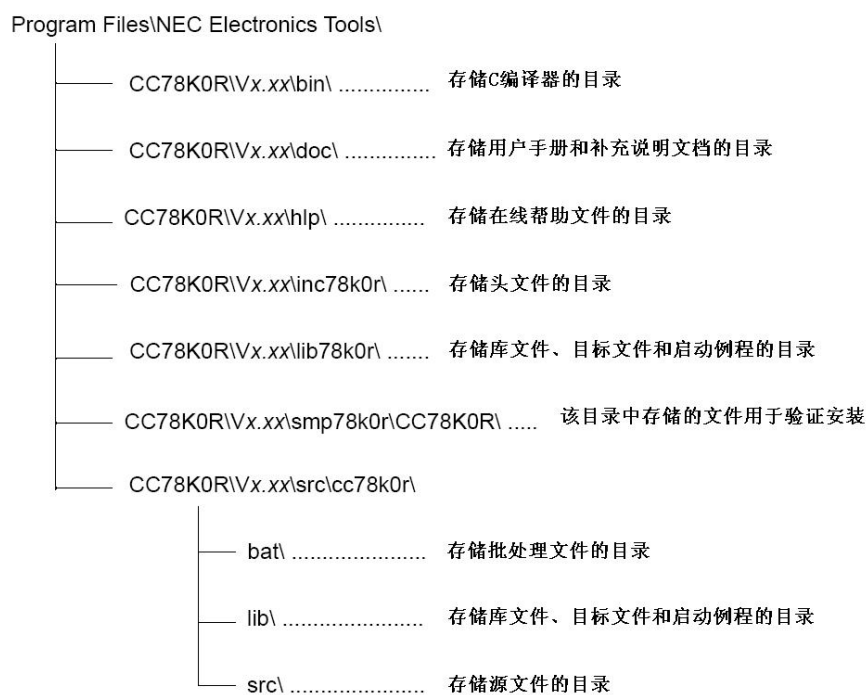 Program Files\NEC Electronics Tools\
CC78K0R\Vx.xx\bin\ ............... 存储C编译器的目录
CC78K0R\Vx.xx\doc\ ............... 存储用户手册和补充说明文档的目录
CC78K0R\Vx.xx\hlp\ ............... 存储在线帮助文件的目录
CC78K0R\Vx.xx\inc78k0r\ ...... 存储头文件的目录
CC78K0R\Vx.xx\lib78k0r\ ....... 存储库文件、目标文件和启动例程的目录
CC78K0R\Vx.xx\smp78k0r\CC78K0R\ ..... 该目录中存储的文件用于验证安装
CC78K0R\Vx.xx\src\cc78k0r\
bat\ ...................... 存储批处理文件的目录
lib\ ....................... 存储库文件、目标文件和启动例程的目录
src\ ...................... 存储源文件的目录